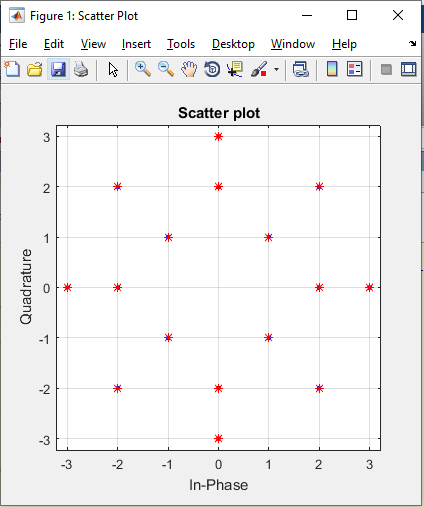 Figure 1: Scatter Plot
File Edit View Insert Tools Desktop Window Help
Scatter plot
3
2
1
0
-1
-2
-3
Quadrature
-3 -2 -1 0 1 2 3
In-Phase